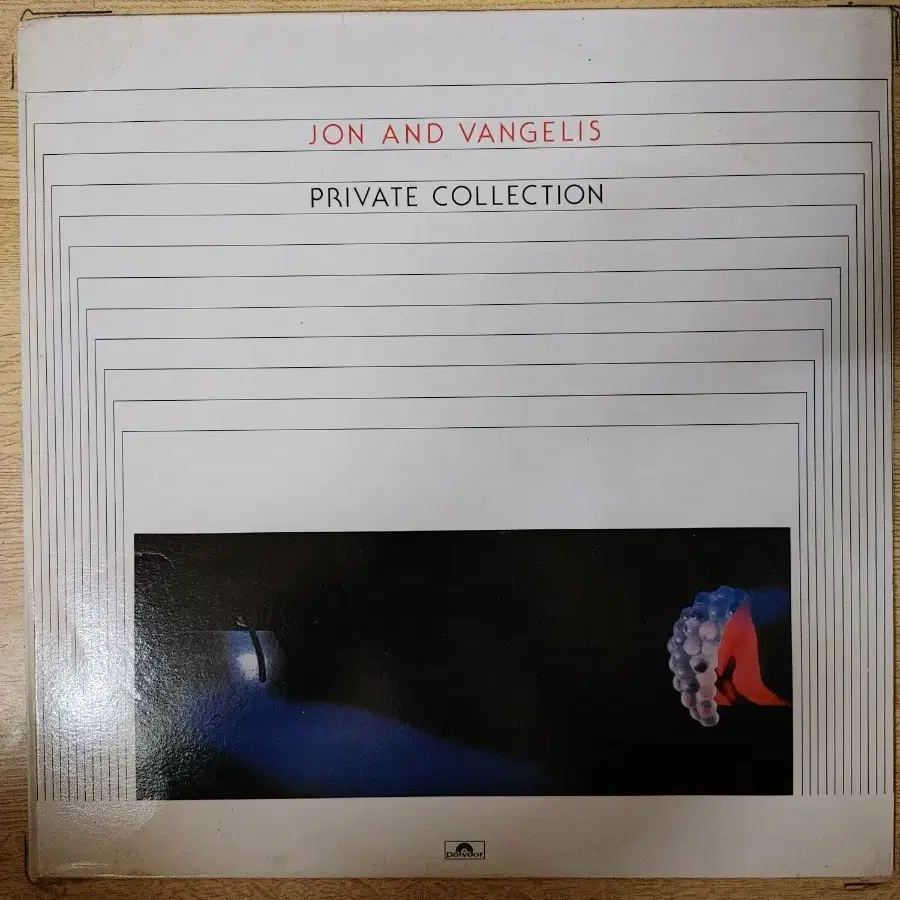 JON AND VANGELIS
PRIVATE COLLECTION
polydor